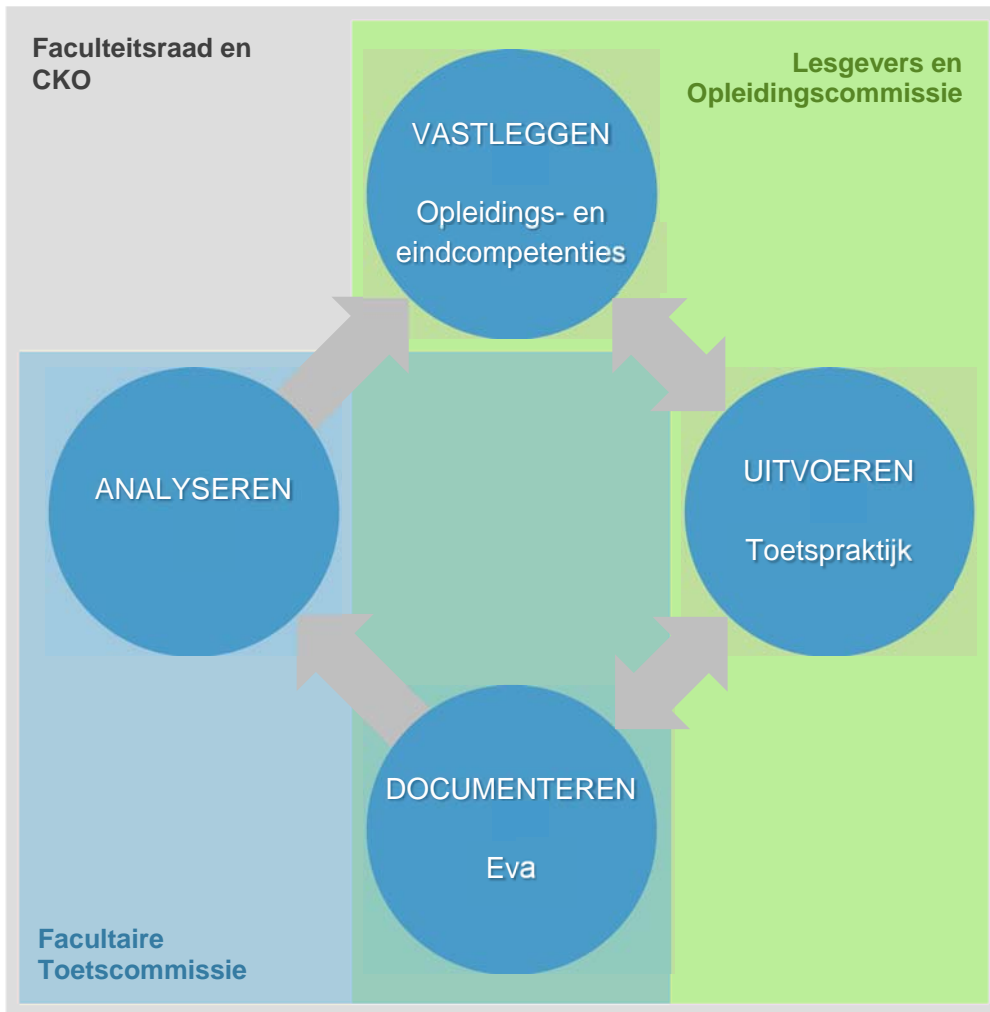 Faculteitsraad en
CKO
Lesgevers en
Opleidingscommissie
VASTLEGGEN
Opleidings- en
eindcompetenties
ANALYSEREN
UITVOEREN
Toetspraktijk
DOCUMENTEREN
Eva
Facultaire
Toetscommissie